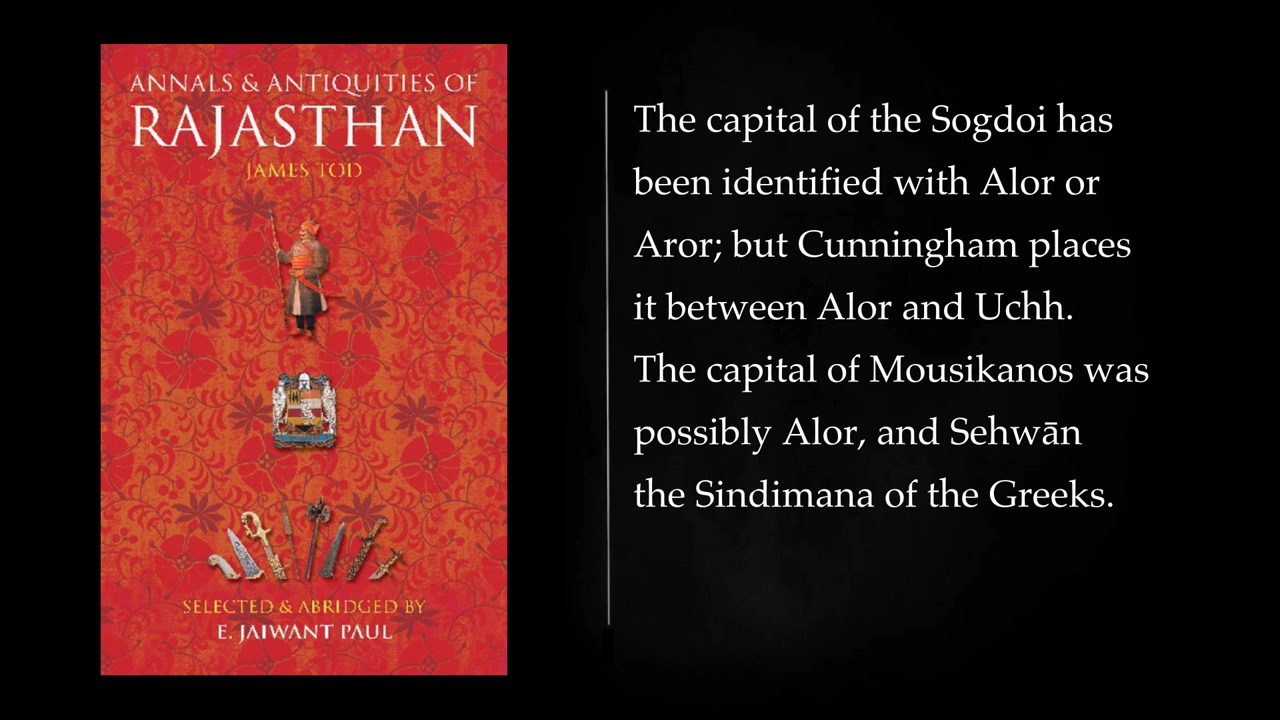 ANNALS & ANTIQUITIES OF
RAJASTHAN
JAMES TOD
SELECTED & ABRIDGED BY
E. JAIWANT PAUL
The capital of the Sogdoi has
been identified with Alor or
Aror; but Cunningham places
it between Alor and Uchh.
The capital of Mousikanos was
possibly Alor, and Sehwān
the Sindimana of the Greeks.